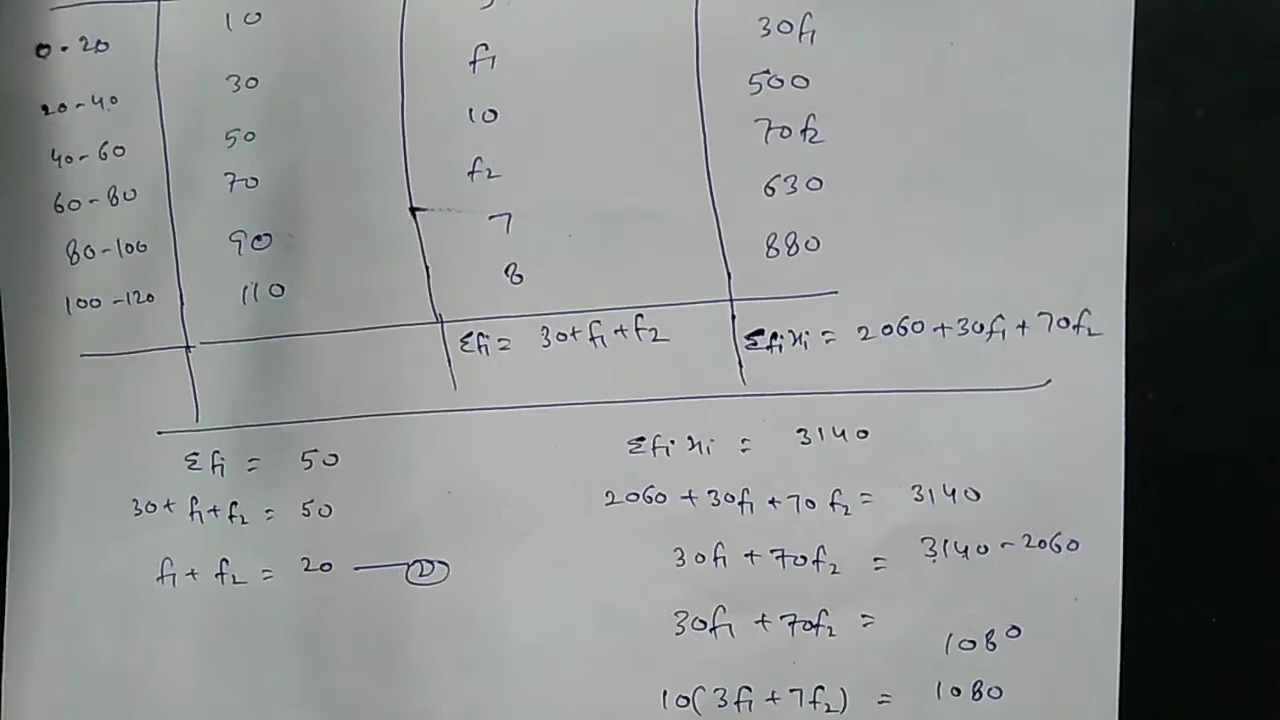 10
0-20 30f1
f1
20-40 30 500
10
40-60 50 70f2
f2
60-80 70 630
7
80-100 90 880
8
100-120 110
Σfi = 30+f1+f2 Σfixi = 2060+30f1+70f2
Σfi = 50 Σfixi = 3140
30+f1+f2 = 50 2060+30f1+70f2 = 3140
f1+f2 = 20 — 2 30f1+70f2 = 3140-2060
30f1+70f2 = 1080
10(3f1+7f2) = 1080